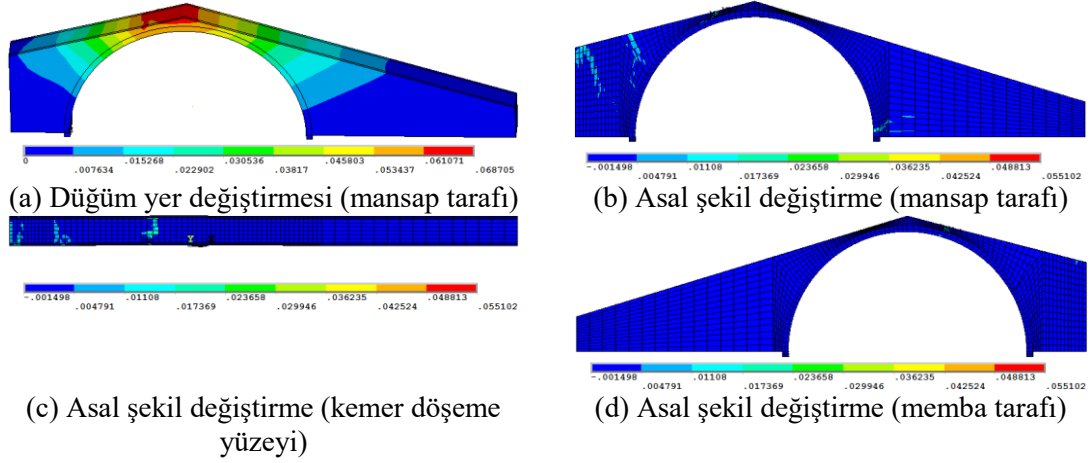 0 .015268 .030536 .045803 .061071
.007634 .022902 .03817 .053437 .068705
(a) Düğüm yer değiştirmesi (mansap tarafı)
-.001498 .01108 .023658 .036235 .048813
.004791 .017369 .029946 .042524 .055102
(b) Asal şekil değiştirme (mansap tarafı)
Y
-.001498 .01108 .023658 .036235 .048813
.004791 .017369 .029946 .042524 .055102
(c) Asal şekil değiştirme (kemer döşeme
yüzeyi)
-.001498 .01108 .023658 .036235 .048813
.004791 .017369 .029946 .042524 .055102
(d) Asal şekil değiştirme (memba tarafı)